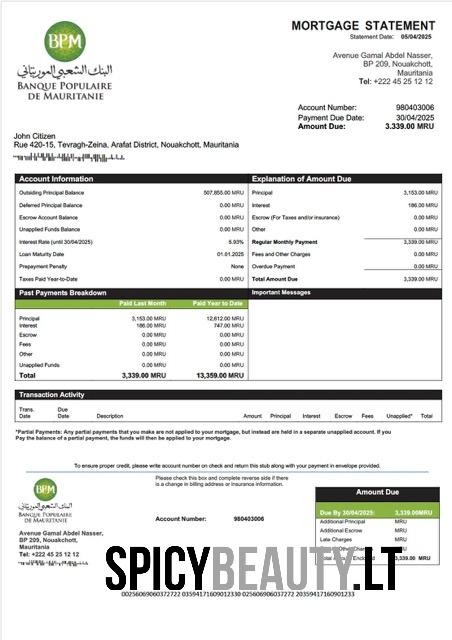 MORTGAGE STATEMENT
Statement Date: 05/04/2025
BPM
البنك الشعبي الموريتاني
BANQUE POPULAIRE
DE MAURITANIE
Avenue Gamal Abdel Nasser,
BP 209, Nouakchott,
Mauritania
Tel: +222 45 25 12 12
Account Number: 980403006
Payment Due Date: 30/04/2025
Amount Due: 3.339.00 MRU
John Citizen
Rue 420-15, Tevragh-Zeina, Arafat District, Nouakchott, Mauritania
Account Information
Outsiding Principal Balance 507,855.00 MRU
Deferred Principal Balance 0.00 MRU
Escrow Account Balance 0.00 MRU
Unapplied Funds Balance 0.00 MRU
Interest Rate (until 30/04/2025) 5.93%
Loan Maturity Date 01.01.2025
Prepayment Penalty None
Taxes Paid Year-to-Date 0.00 MRU
Explanation of Amount Due
Principal 3,153.00 MRU
Interest 186.00 MRU
Escrow (For Taxes and/or insurance) 0.00 MRU
Other 0.00 MRU
Regular Monthly Payment 3,339.00 MRU
Fees and Other Charges 0.00 MRU
Overdue Payment 0.00 MRU
Total Amount Due 3,339.00 MRU
Past Payments Breakdown
Paid Last Month Paid Year to Date
Principal 3,153.00 MRU 12,612.00 MRU
Interest 186.00 MRU 747.00 MRU
Escrow 0.00 MRU 0.00 MRU
Fees 0.00 MRU 0.00 MRU
Other 0.00 MRU 0.00 MRU
Unapplied Funds 0.00 MRU 0.00 MRU
Total 3,339.00 MRU 13,359.00 MRU
Important Messages
Transaction Activity
Trans. Date Due Date Description Amount Principal Interest Escrow Fees Unapplied* Total
*Partial Payments: Any partial payments that you make are not applied to your mortgage, but instead are held in a separate unapplied account. If you
Pay the balance of a partial payment, the funds will then be applied to your mortgage.
To ensure proper credit, please write account number on check and return this stub along with your payment in envelope provided.
BPM
البنك الشعبي الموريتاني
BANQUE POPULAIRE
DE MAURITANIE
Avenue Gamal Abdel Nasser,
BP 209, Nouakchott,
Mauritania
Tel: +222 45 25 12 12
Please check this box and complete reverse side if there
is a change in billing address or insurance information.
Account Number: 980403006
Amount Due
Due By 30/04/2025: 3,339.00MRU
Additional Principal MRU
Additional Escrow MRU
Late Charges MRU
MRU
3,339.00 MRU
SPICYBEAUTY.LT